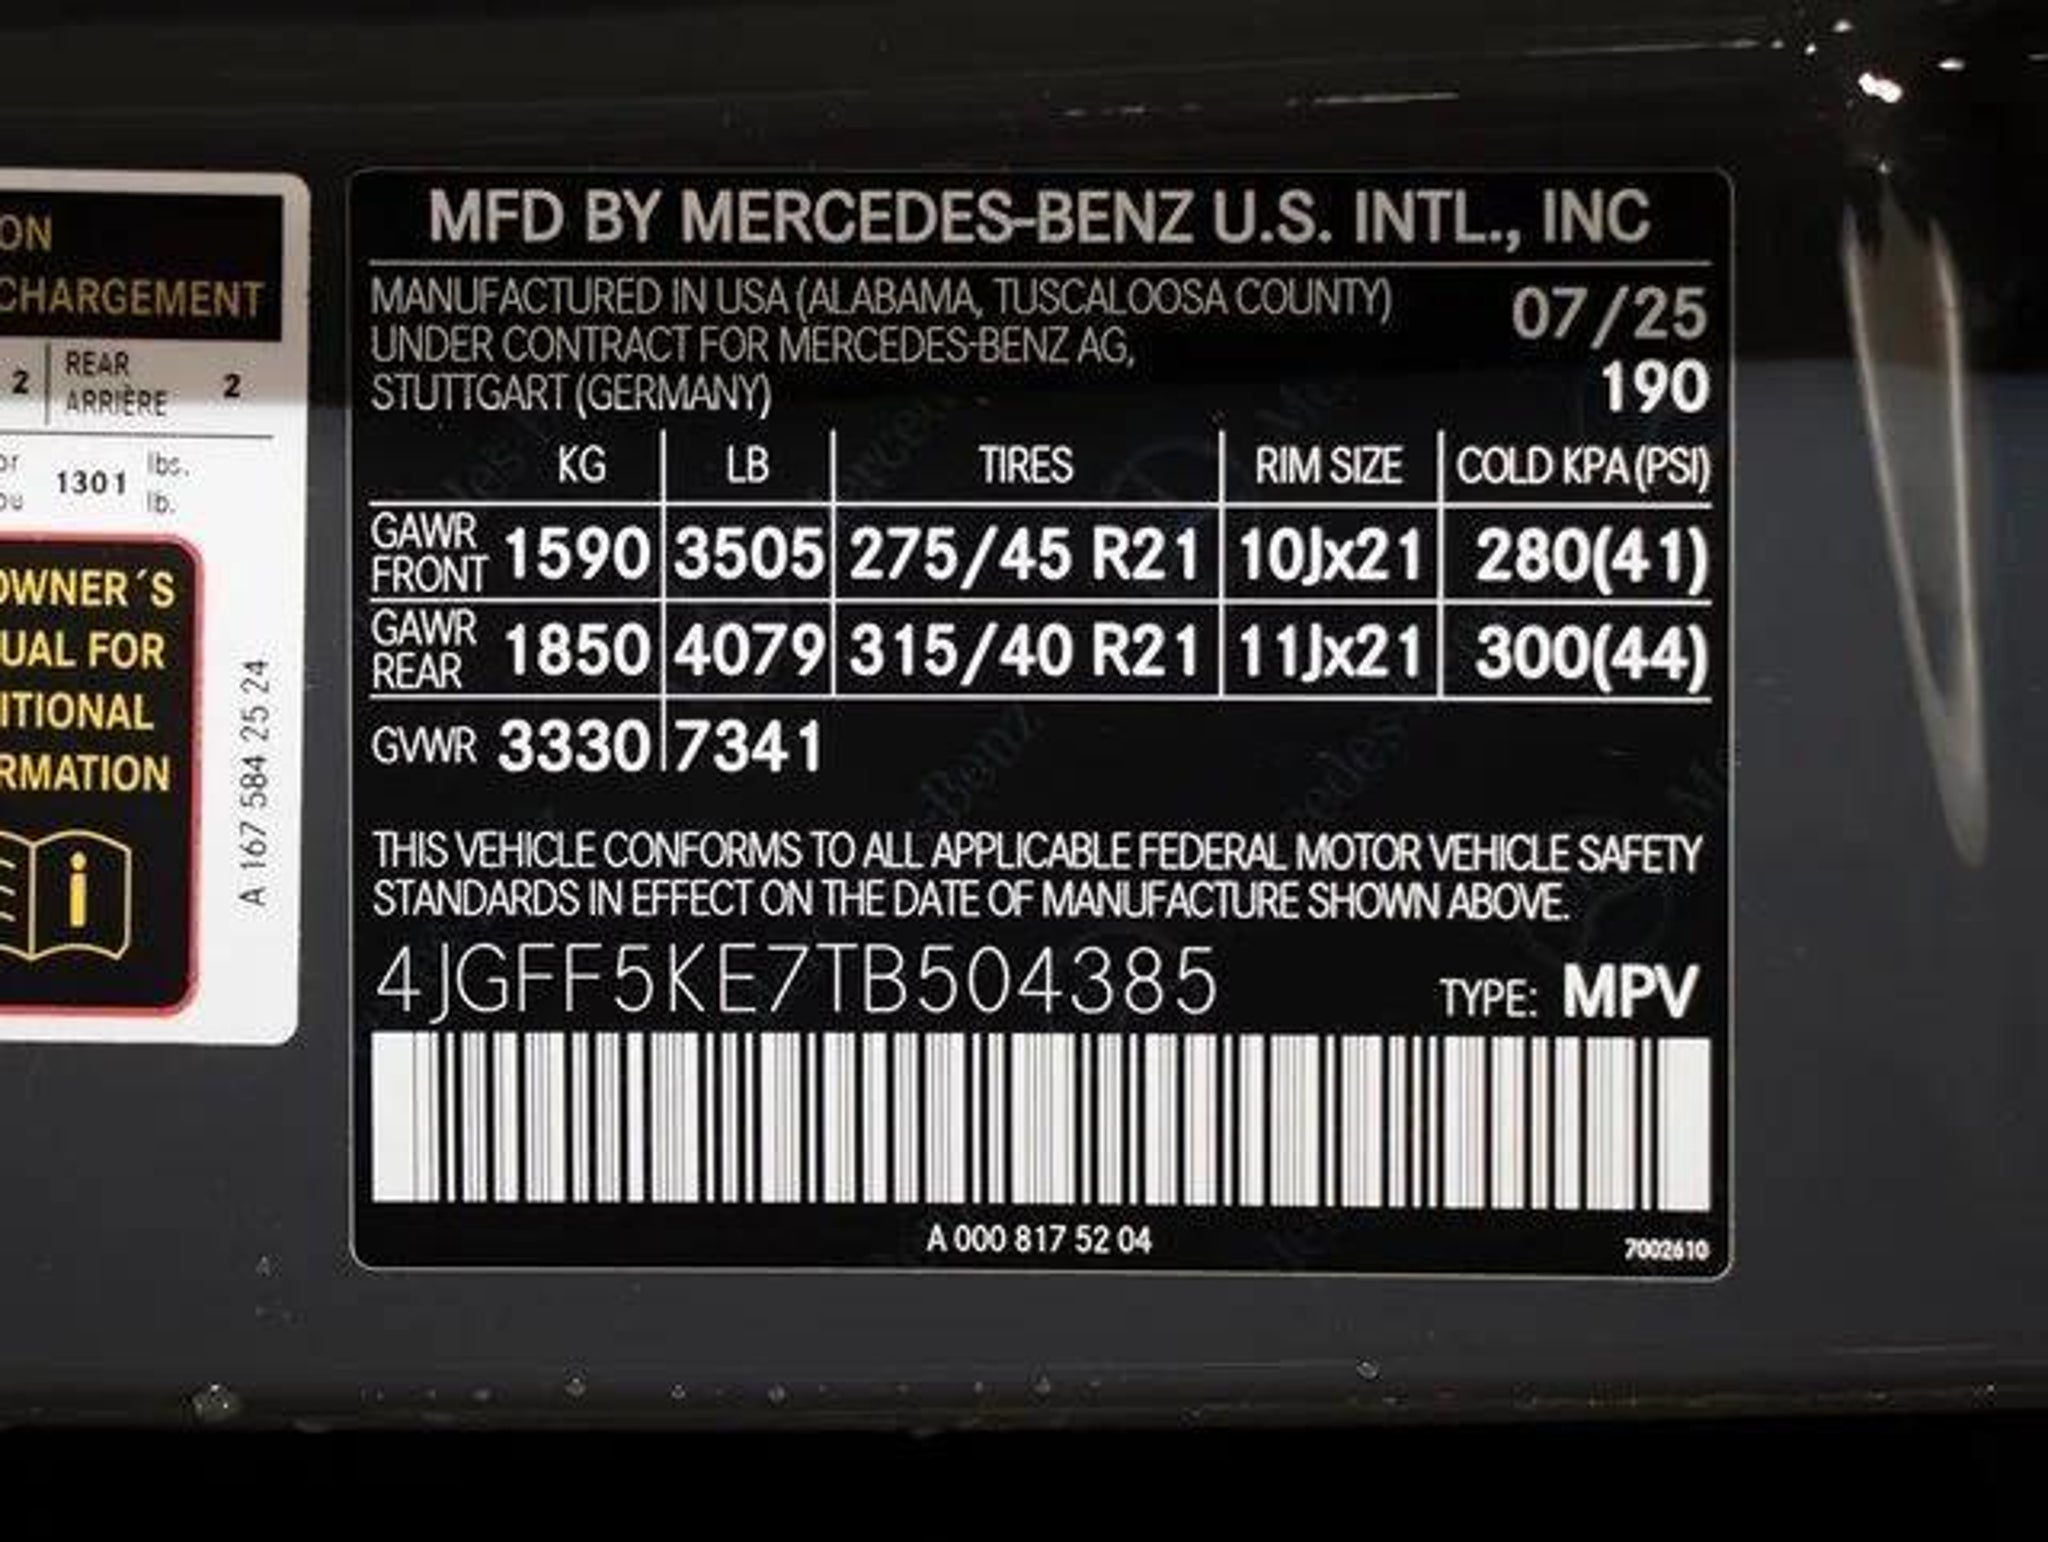 ON
CHARGEMENT
2 REAR ARRIÈRE 2
1301 lbs.
lb.
OWNER´S
UAL FOR
ITIONAL
RMATION
i
A 167 584 25 24
MFD BY MERCEDES-BENZ U.S. INTL., INC
MANUFACTURED IN USA (ALABAMA, TUSCALOOSA COUNTY) 07/25
UNDER CONTRACT FOR MERCEDES-BENZ AG,
STUTTGART (GERMANY) 190
KG LB TIRES RIM SIZE COLD KPA (PSI)
GAWR FRONT 1590 3505 275/45 R21 10Jx21 280(41)
GAWR REAR 1850 4079 315/40 R21 11Jx21 300(44)
GVWR 3330 7341
THIS VEHICLE CONFORMS TO ALL APPLICABLE FEDERAL MOTOR VEHICLE SAFETY
STANDARDS IN EFFECT ON THE DATE OF MANUFACTURE SHOWN ABOVE.
4JGFF5KE7TB504385 TYPE: MPV
A 000 817 52 04
7002610